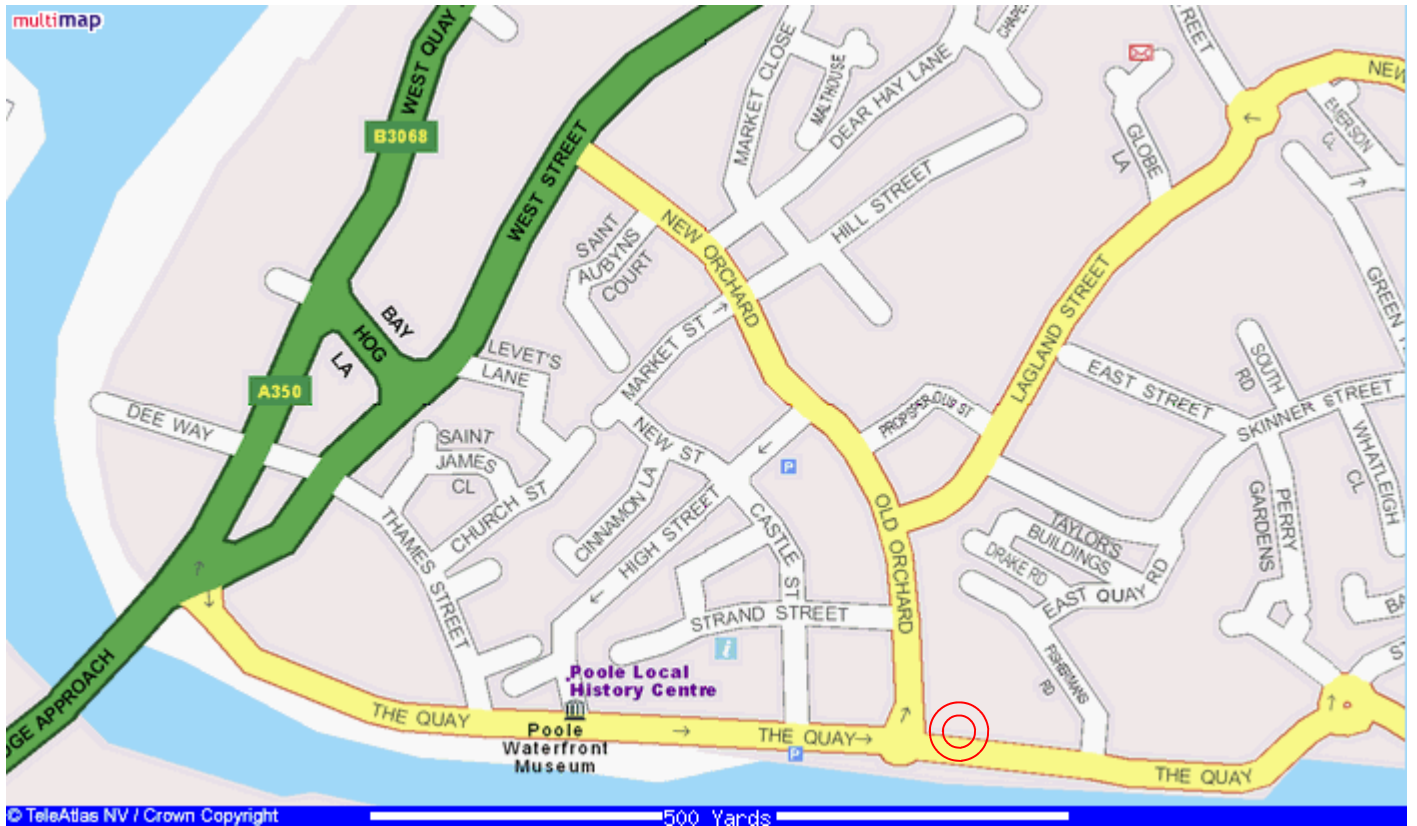 multimap
WEST QUAY
B3068
WEST STREET
MARKET CLOSE
MALTHOUSE
DEAR HAY LANE
STREET
NEW
EMERSON
CL
GLOBE
LA
HILL STREET
NEW ORCHARD
SAINT
AUBYNS
COURT
GREEN
LAGLAND STREET
BAY
HOG
LA
LEVET'S
LANE
MARKET ST
A350
DEE WAY
EAST STREET
SOUTH
RD
SKINNER STREET
WHATLEIGH
CL
SAINT
JAMES
CL
NEW ST
P
CINNAMON LA
CHURCH ST
HIGH STREET
CASTLE ST
OLD ORCHARD
THAMES STREET
TAYLOR'S
BUILDINGS
DRAKE RD
EAST QUAY RD
PERRY
GARDENS
STRAND STREET
i
FISHERMANS
RD
Poole Local
History Centre
THE QUAY
Poole
Waterfront
Museum
THE QUAY
P
THE QUAY
DGE APPROACH
© TeleAtlas NV / Crown Copyright
500 Yards